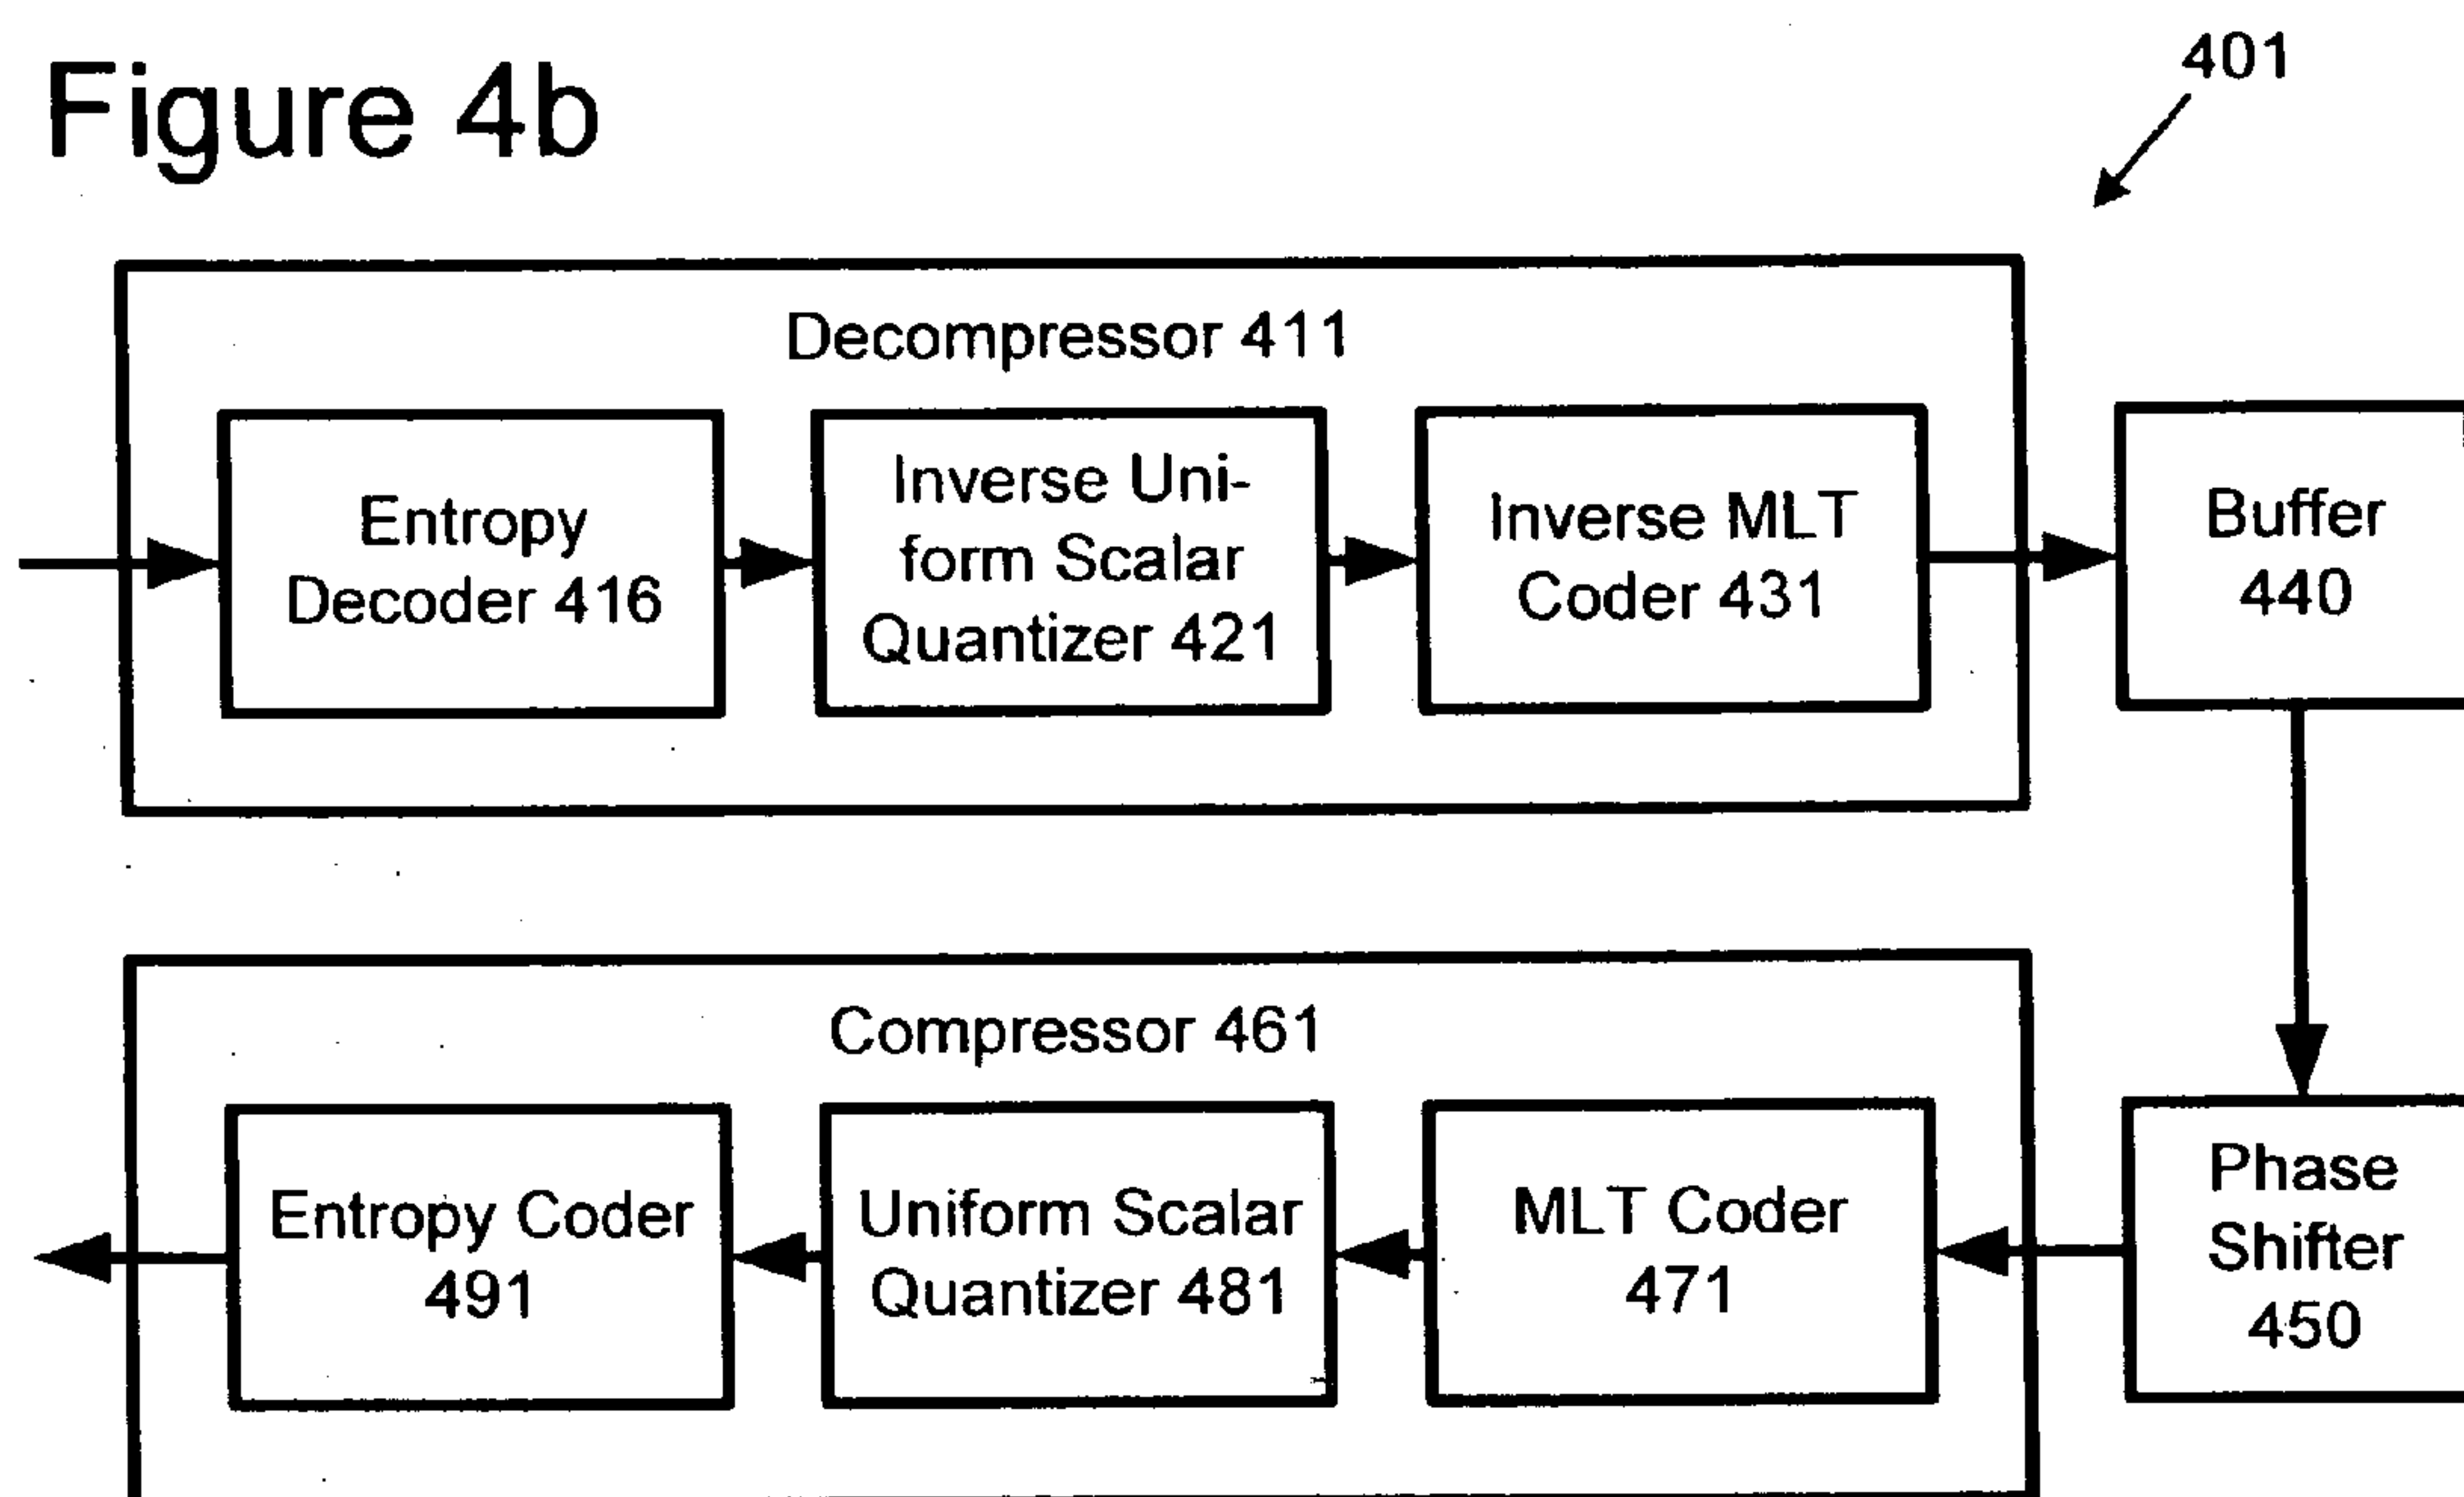 Figure 4b
401
Decompressor 411
Entropy
Decoder 416
Inverse Uni-
form Scalar
Quantizer 421
Inverse MLT
Coder 431
Buffer
440
Compressor 461
Entropy Coder
491
Uniform Scalar
Quantizer 481
MLT Coder
471
Phase
Shifter
450